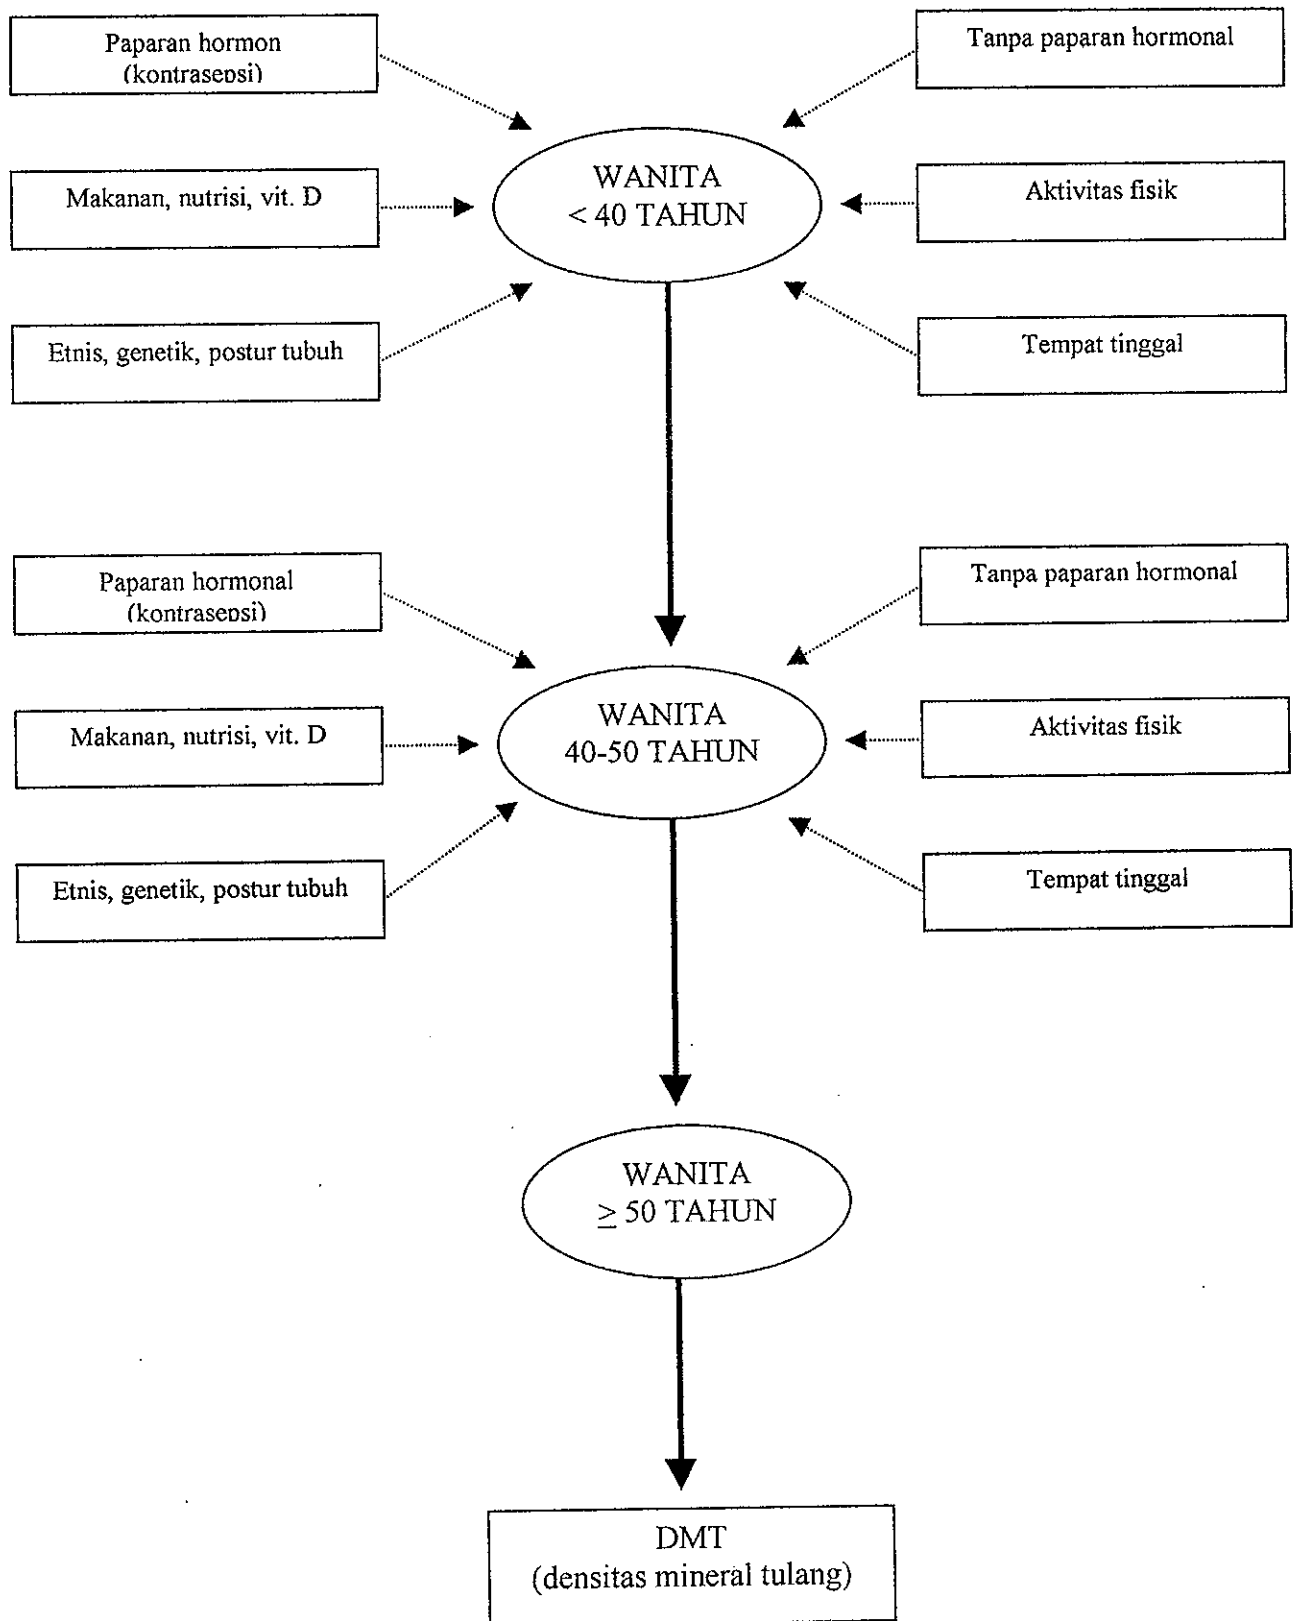 Paparan hormon
(kontrasepsi)
Tanpa paparan hormonal
WANITA
< 40 TAHUN
Makanan, nutrisi, vit. D
Aktivitas fisik
Etnis, genetik, postur tubuh
Tempat tinggal
Paparan hormonal
(kontrasepsi)
Tanpa paparan hormonal
WANITA
40-50 TAHUN
Makanan, nutrisi, vit. D
Aktivitas fisik
Etnis, genetik, postur tubuh
Tempat tinggal
WANITA
≥ 50 TAHUN
DMT
(densitas mineral tulang)